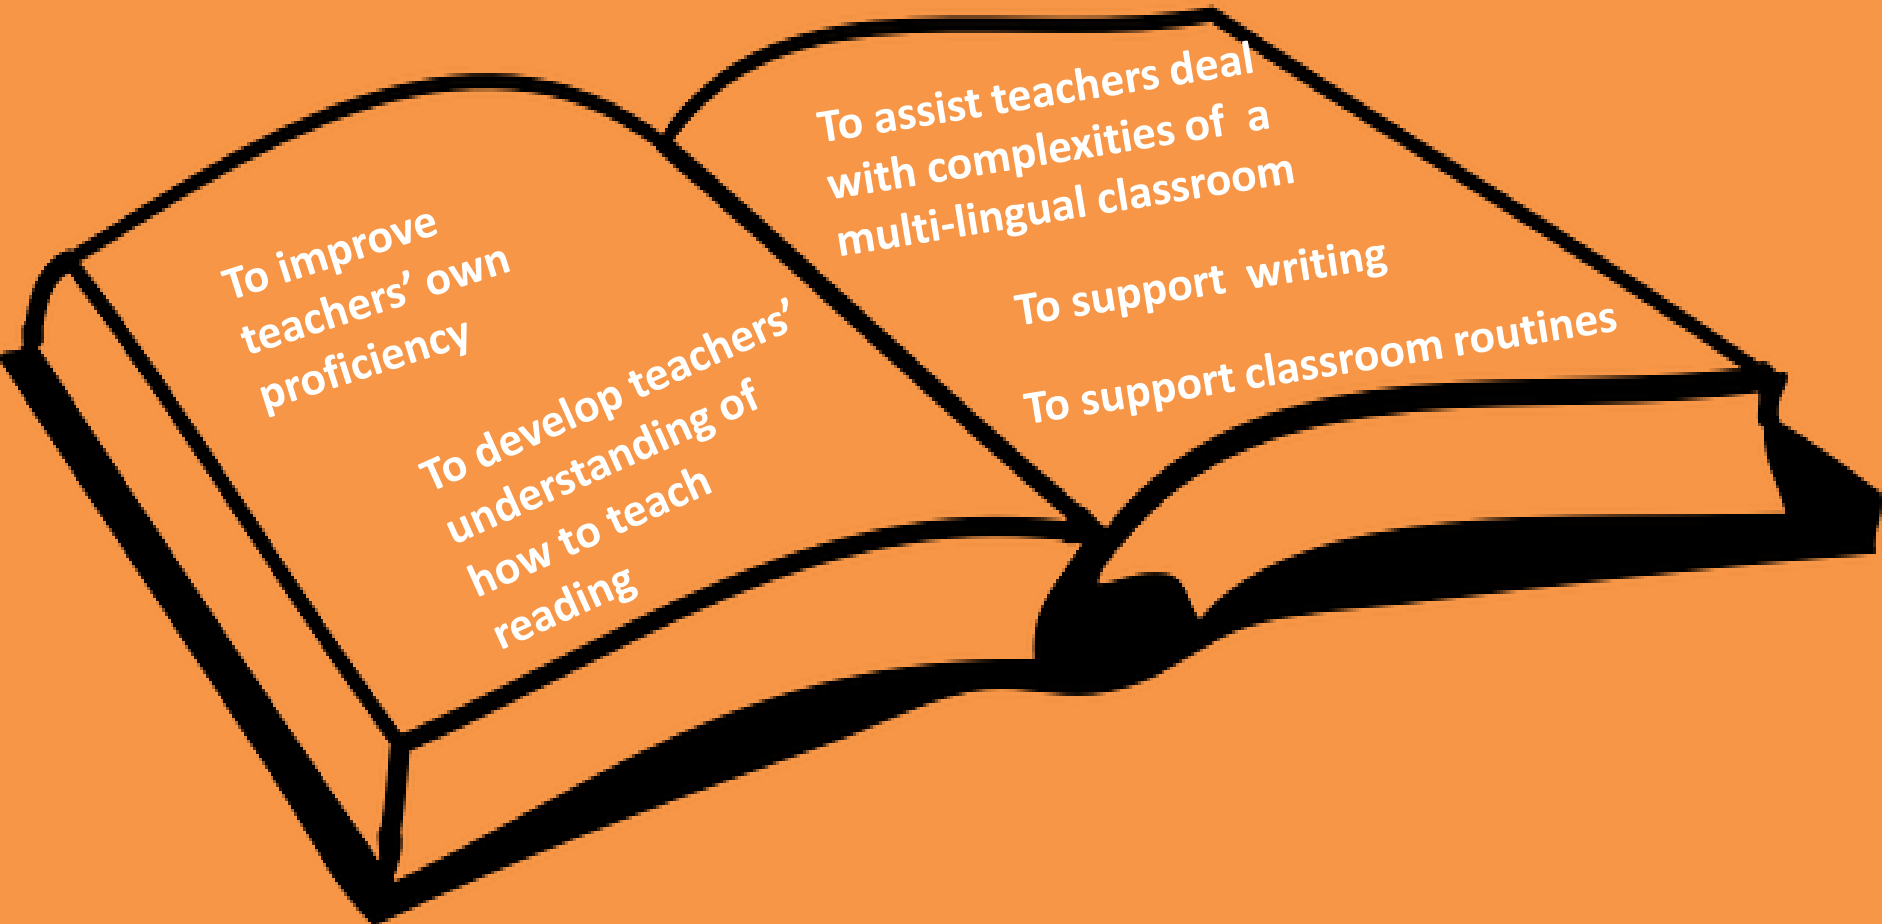 To improve
teachers’ own
proficiency
To develop teachers’
understanding of
how to teach
reading
To assist teachers deal
with complexities of a
multi-lingual classroom
To support writing
To support classroom routines